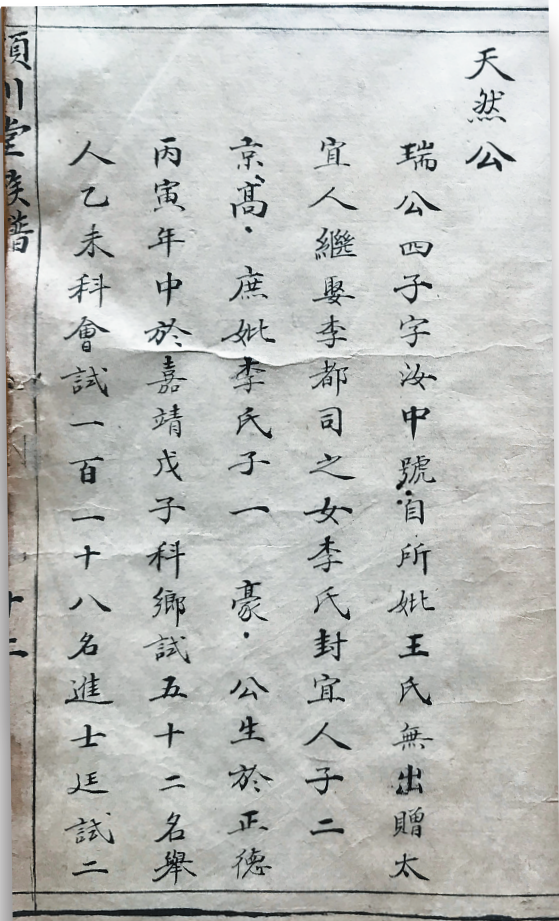 天然公
瑞公四子字汝中號自所妣王氏無出贈太
宜人繼娶李都司之女李氏封宜人子二
京髙庶妣李氏子一豪公生於正德
丙寅年中於嘉靖戊子科鄉試五十二名舉
人乙未科會試一百一十八名進士廷試二
川堂族譜
十二